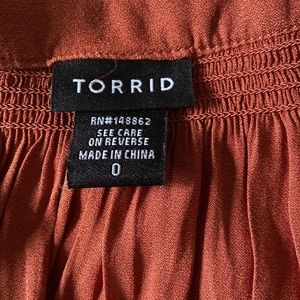 TORRID
RN#148862
SEE CARE
ON REVERSE
MADE IN CHINA
0